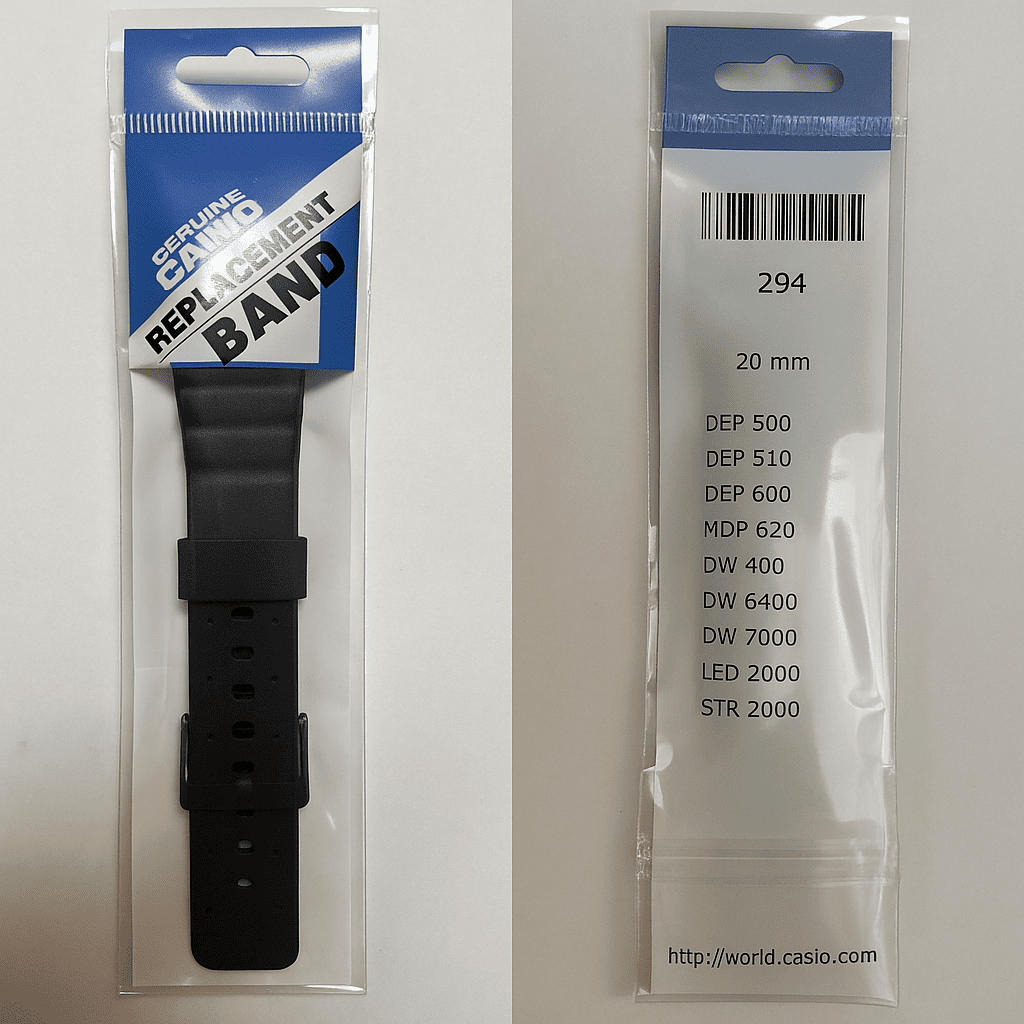 CERUINE
CAINIO
REPLACEMENT
BAND
294
20 mm
DEP 500
DEP 510
DEP 600
MDP 620
DW 400
DW 6400
DW 7000
LED 2000
STR 2000
http://world.casio.com